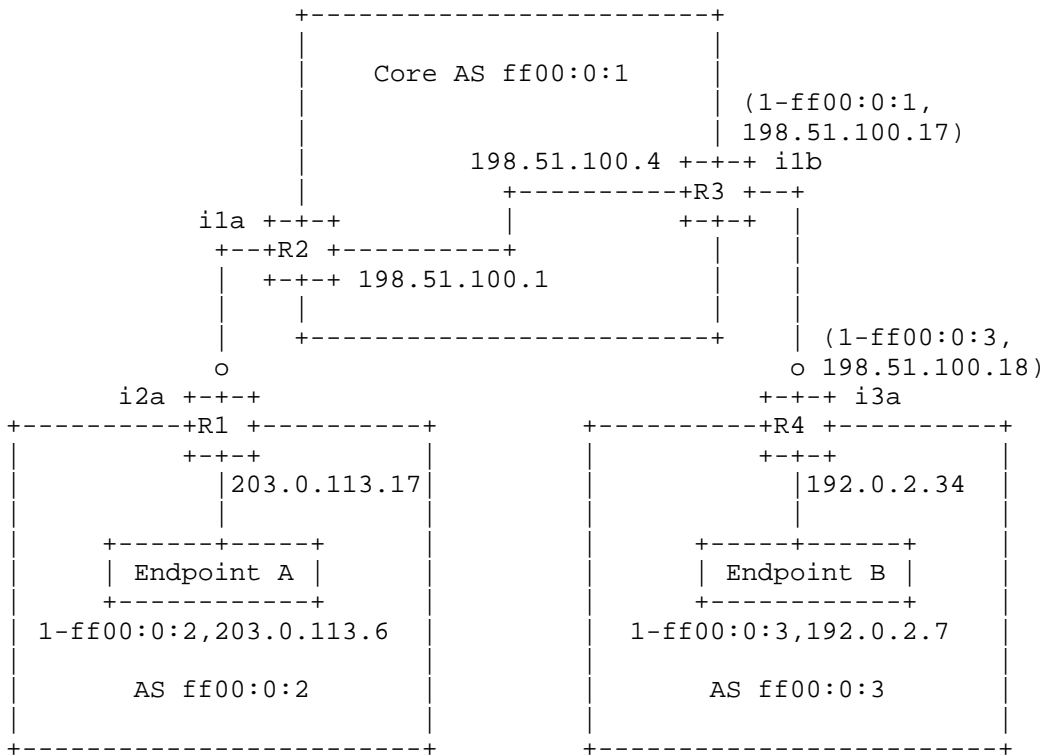 Core AS ff00:0:1
(1-ff00:0:1,
198.51.100.17)
198.51.100.4 i1b
R3
i1a
R2
198.51.100.1
(1-ff00:0:3,
198.51.100.18)
o o
i2a i3a
R1 R4
203.0.113.17 192.0.2.34
Endpoint A Endpoint B
1-ff00:0:2,203.0.113.6 1-ff00:0:3,192.0.2.7
AS ff00:0:2 AS ff00:0:3